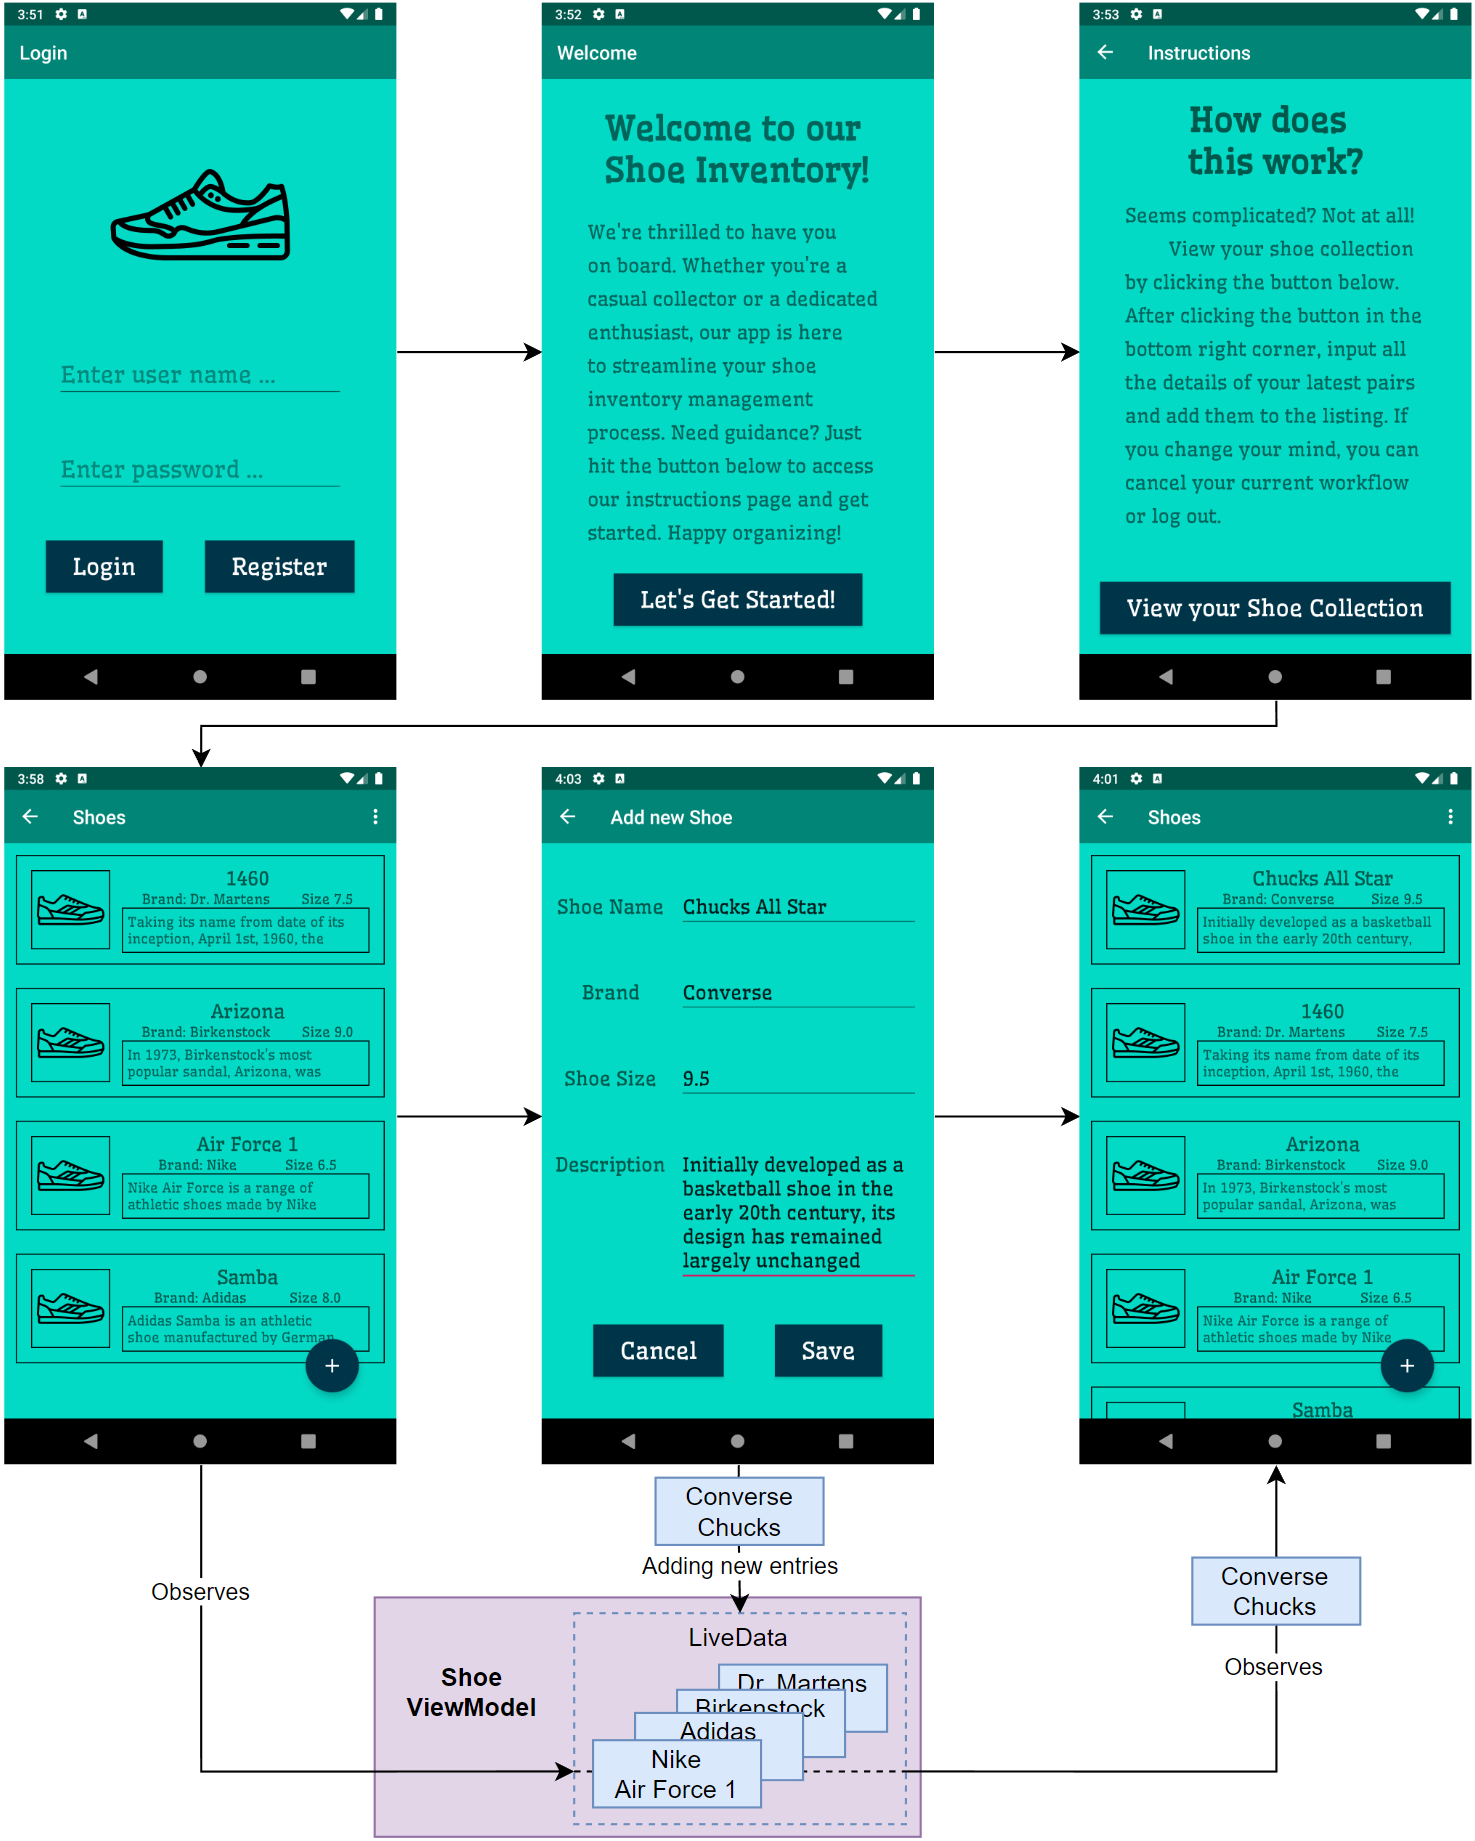 3:51
Login
Enter user name ...
Enter password ...
Login
Register
3:52
Welcome
Welcome to our
Shoe Inventory!
We're thrilled to have you
on board. Whether you're a
casual collector or a dedicated
enthusiast, our app is here
to streamline your shoe
inventory management
process. Need guidance? Just
hit the button below to access
our instructions page and get
started. Happy organizing!
Let's Get Started!
3:53
Instructions
How does
this work?
Seems complicated? Not at all!
View your shoe collection
by clicking the button below.
After clicking the button in the
bottom right corner, input all
the details of your latest pairs
and add them to the listing. If
you change your mind, you can
cancel your current workflow
or log out.
View your Shoe Collection
3:58
Shoes
1460
Brand: Dr. Martens Size 7.5
Taking its name from date of its
inception, April 1st, 1960, the
Arizona
Brand: Birkenstock Size 9.0
In 1973, Birkenstock's most
popular sandal, Arizona, was
Air Force 1
Brand: Nike Size 6.5
Nike Air Force is a range of
athletic shoes made by Nike
Samba
Brand: Adidas Size 8.0
Adidas Samba is an athletic
shoe manufactured by German
+
4:03
Add new Shoe
Shoe Name Chucks All Star
Brand Converse
Shoe Size 9.5
Description Initially developed as a
basketball shoe in the
early 20th century, its
design has remained
largely unchanged
Cancel
Save
4:01
Shoes
Chucks All Star
Brand: Converse Size 9.5
Initially developed as a basketball
shoe in the early 20th century,
1460
Brand: Dr. Martens Size 7.5
Taking its name from date of its
inception, April 1st, 1960, the
Arizona
Brand: Birkenstock Size 9.0
In 1973, Birkenstock's most
popular sandal, Arizona, was
Air Force 1
Brand: Nike Size 6.5
Nike Air Force is a range of
athletic shoes made by Nike
+
Samba
Converse
Chucks
Adding new entries
Observes
Converse
Chucks
Observes
Shoe
ViewModel
LiveData
Dr. Martens
Birkenstock
Adidas
Nike
Air Force 1